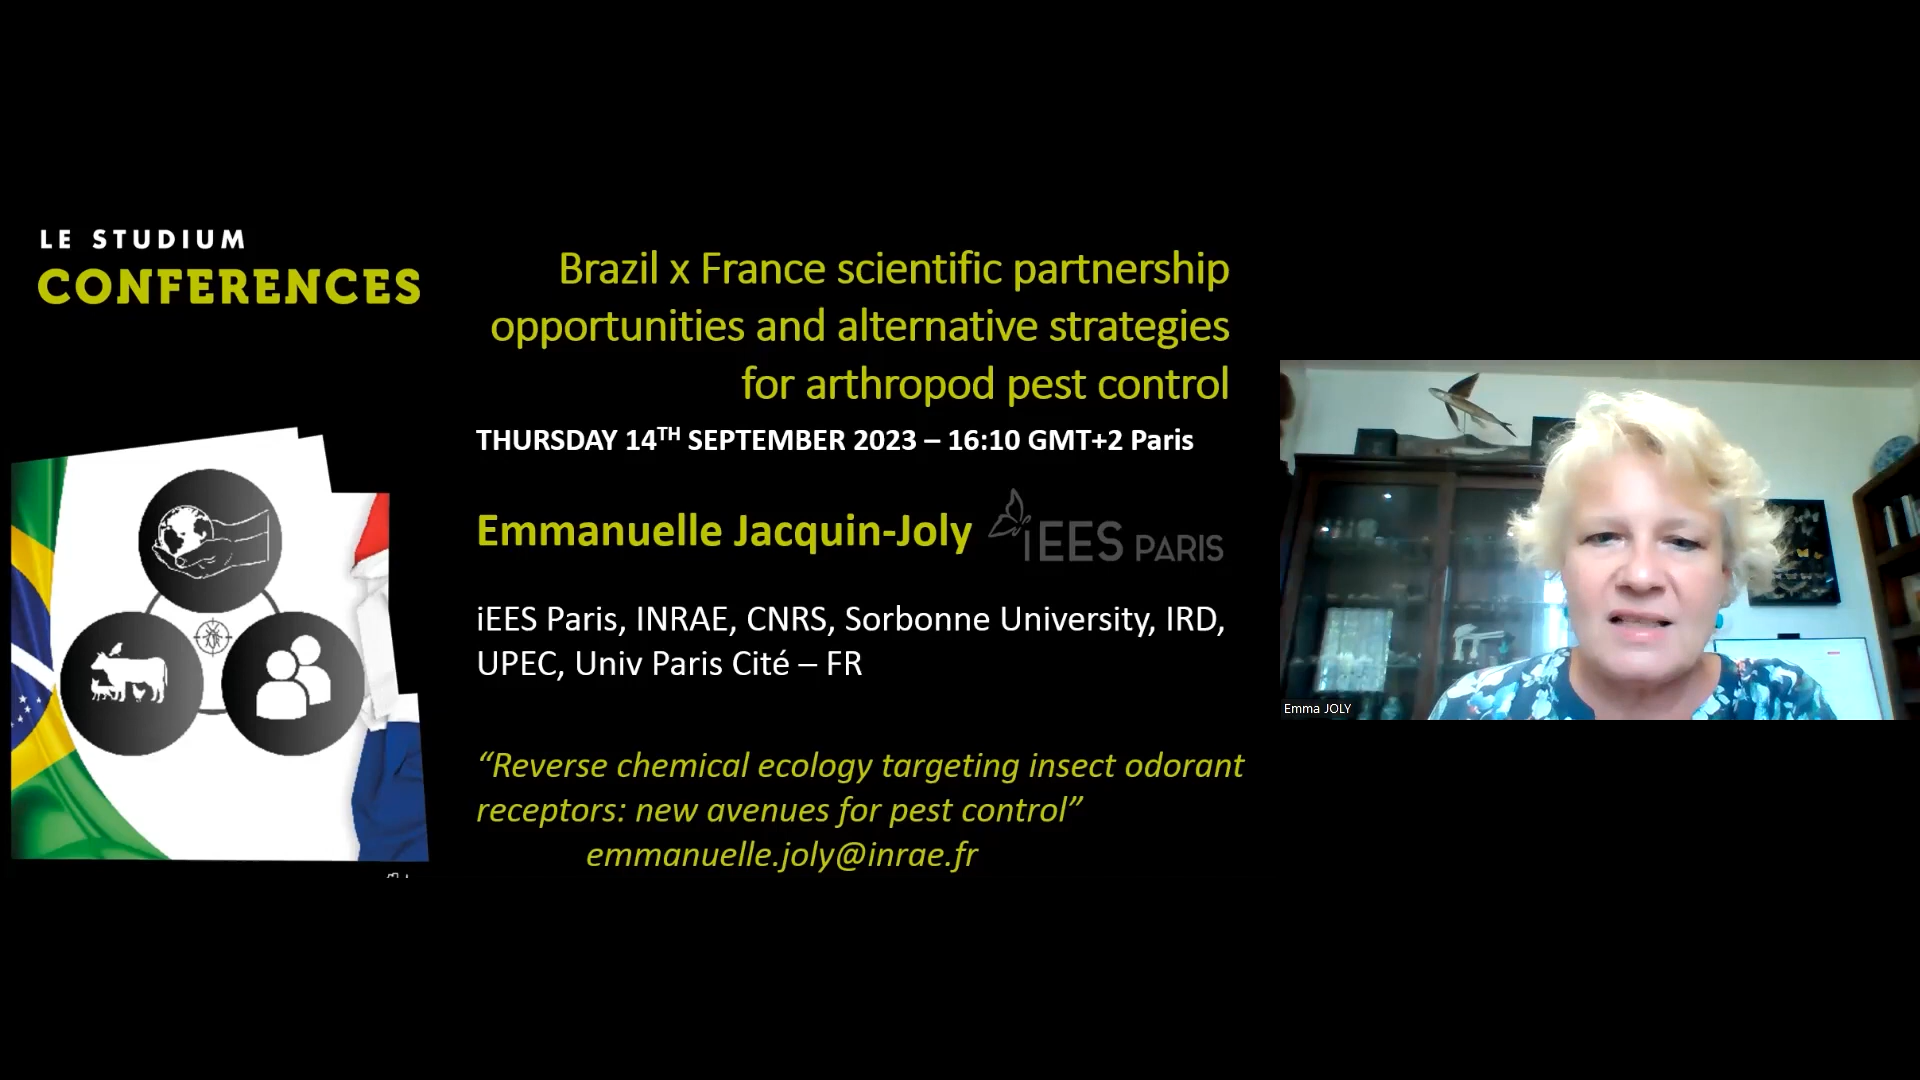 LE STUDIUM
CONFERENCES
Brazil x France scientific partnership
opportunities and alternative strategies
for arthropod pest control
THURSDAY 14TH SEPTEMBER 2023 – 16:10 GMT+2 Paris
Emmanuelle Jacquin-Joly
iEES PARIS
iEES Paris, INRAE, CNRS, Sorbonne University, IRD,
UPEC, Univ Paris Cité – FR
“Reverse chemical ecology targeting insect odorant
receptors: new avenues for pest control”
emmanuelle.joly@inrae.fr
Emma JOLY